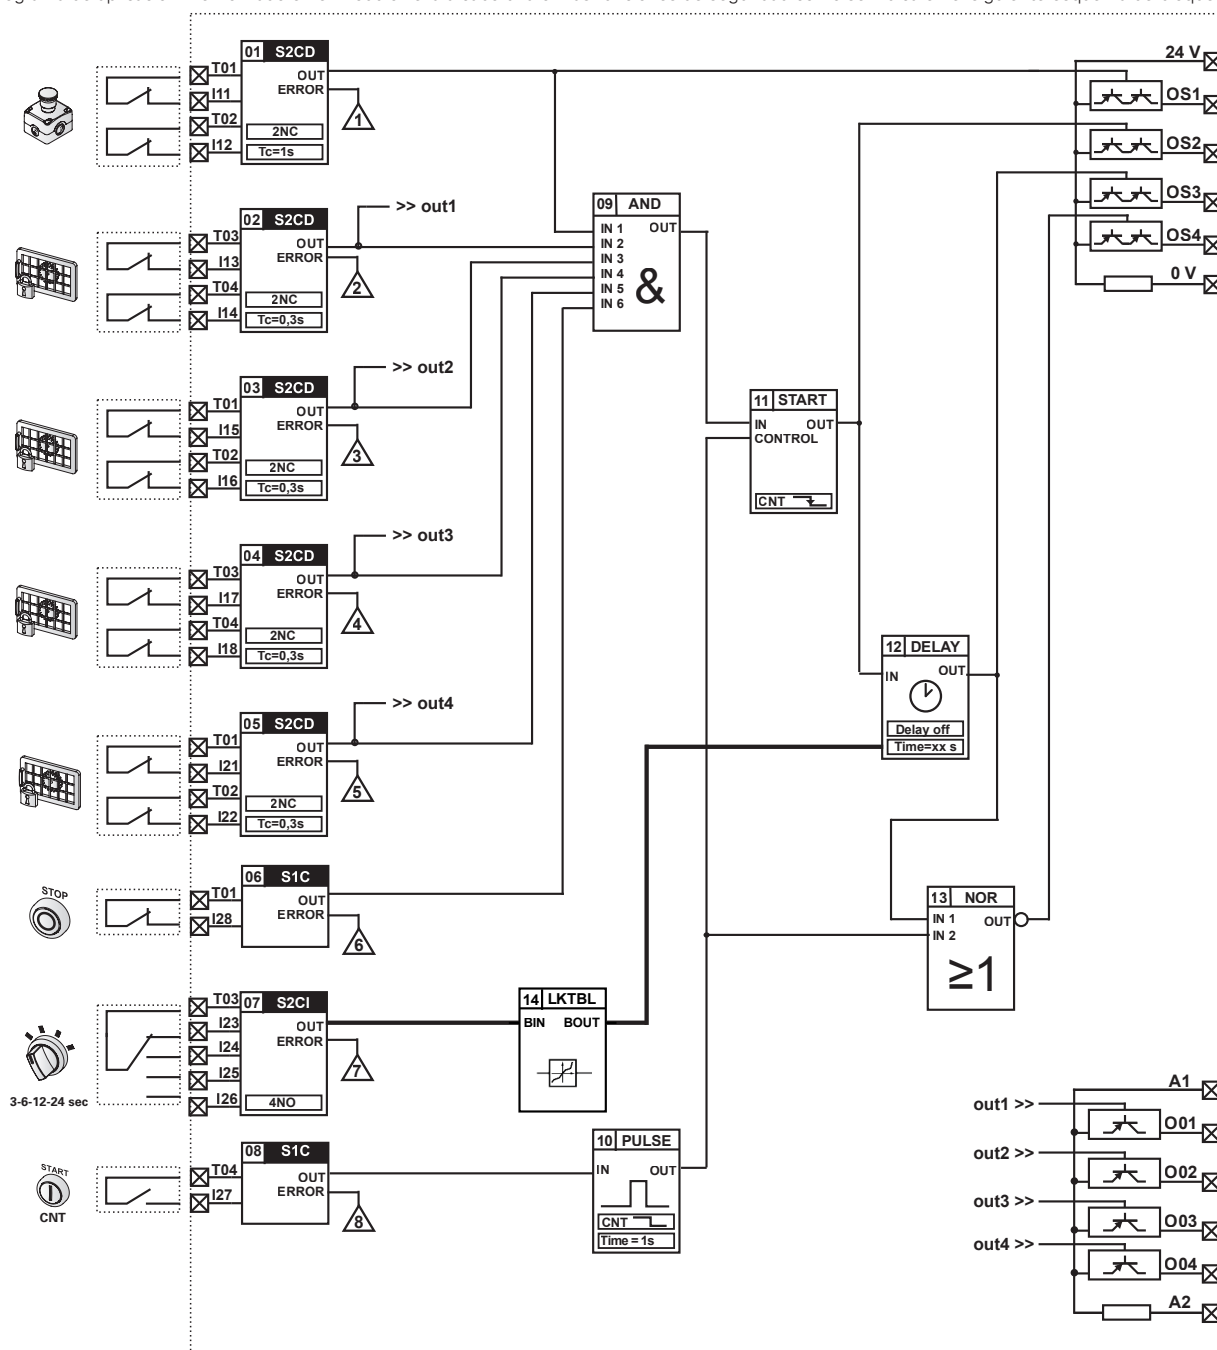 01 S2CD
T01
I11
T02
I12
OUT
ERROR
1
2NC
Tc=1s
02 S2CD
T03
I13
T04
I14
OUT
ERROR
2
2NC
Tc=0,3s
>> out1
03 S2CD
T01
I15
T02
I16
OUT
ERROR
3
2NC
Tc=0,3s
>> out2
04 S2CD
T03
I17
T04
I18
OUT
ERROR
4
2NC
Tc=0,3s
>> out3
05 S2CD
T01
I21
T02
I22
OUT
ERROR
5
2NC
Tc=0,3s
>> out4
STOP
06 S1C
T01
I28
OUT
ERROR
6
3-6-12-24 sec
07 S2CI
T03
I23
I24
I25
I26
OUT
ERROR
7
4NO
START
CNT
08 S1C
T04
I27
OUT
ERROR
8
09 AND
IN 1 OUT
IN 2
IN 3
IN 4
IN 5
IN 6
&
10 PULSE
IN OUT
CNT
Time = 1s
11 START
IN OUT
CONTROL
CNT
12 DELAY
IN OUT
Delay off
Time=xx s
13 NOR
IN 1 OUT
IN 2
≥1
14 LKTBL
BIN BOUT
24 V
OS1
OS2
OS3
OS4
0 V
A1
out1 >>
O01
out2 >>
O02
out3 >>
O03
out4 >>
O04
A2